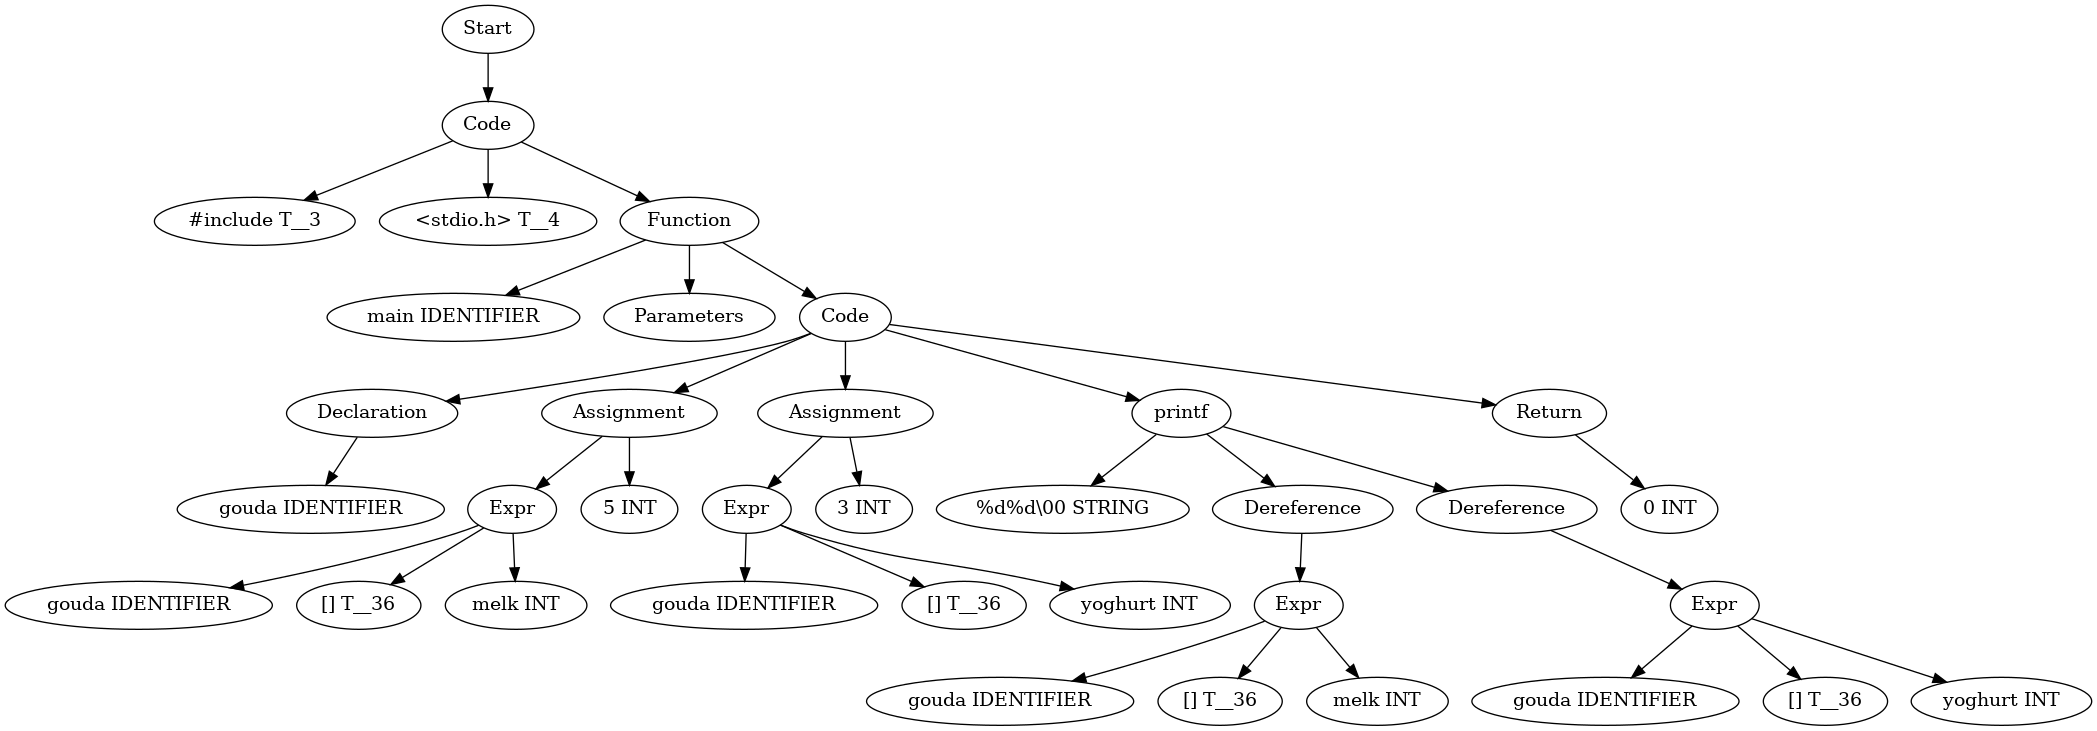 Start
Code
#include T__3
<stdio.h> T__4
Function
main IDENTIFIER
Parameters
Code
Declaration
Assignment
Assignment
printf
Return
gouda IDENTIFIER
Expr
5 INT
Expr
3 INT
%d%d\00 STRING
Dereference
Dereference
0 INT
gouda IDENTIFIER
[] T__36
melk INT
gouda IDENTIFIER
[] T__36
yoghurt INT
Expr
Expr
gouda IDENTIFIER
[] T__36
melk INT
gouda IDENTIFIER
[] T__36
yoghurt INT